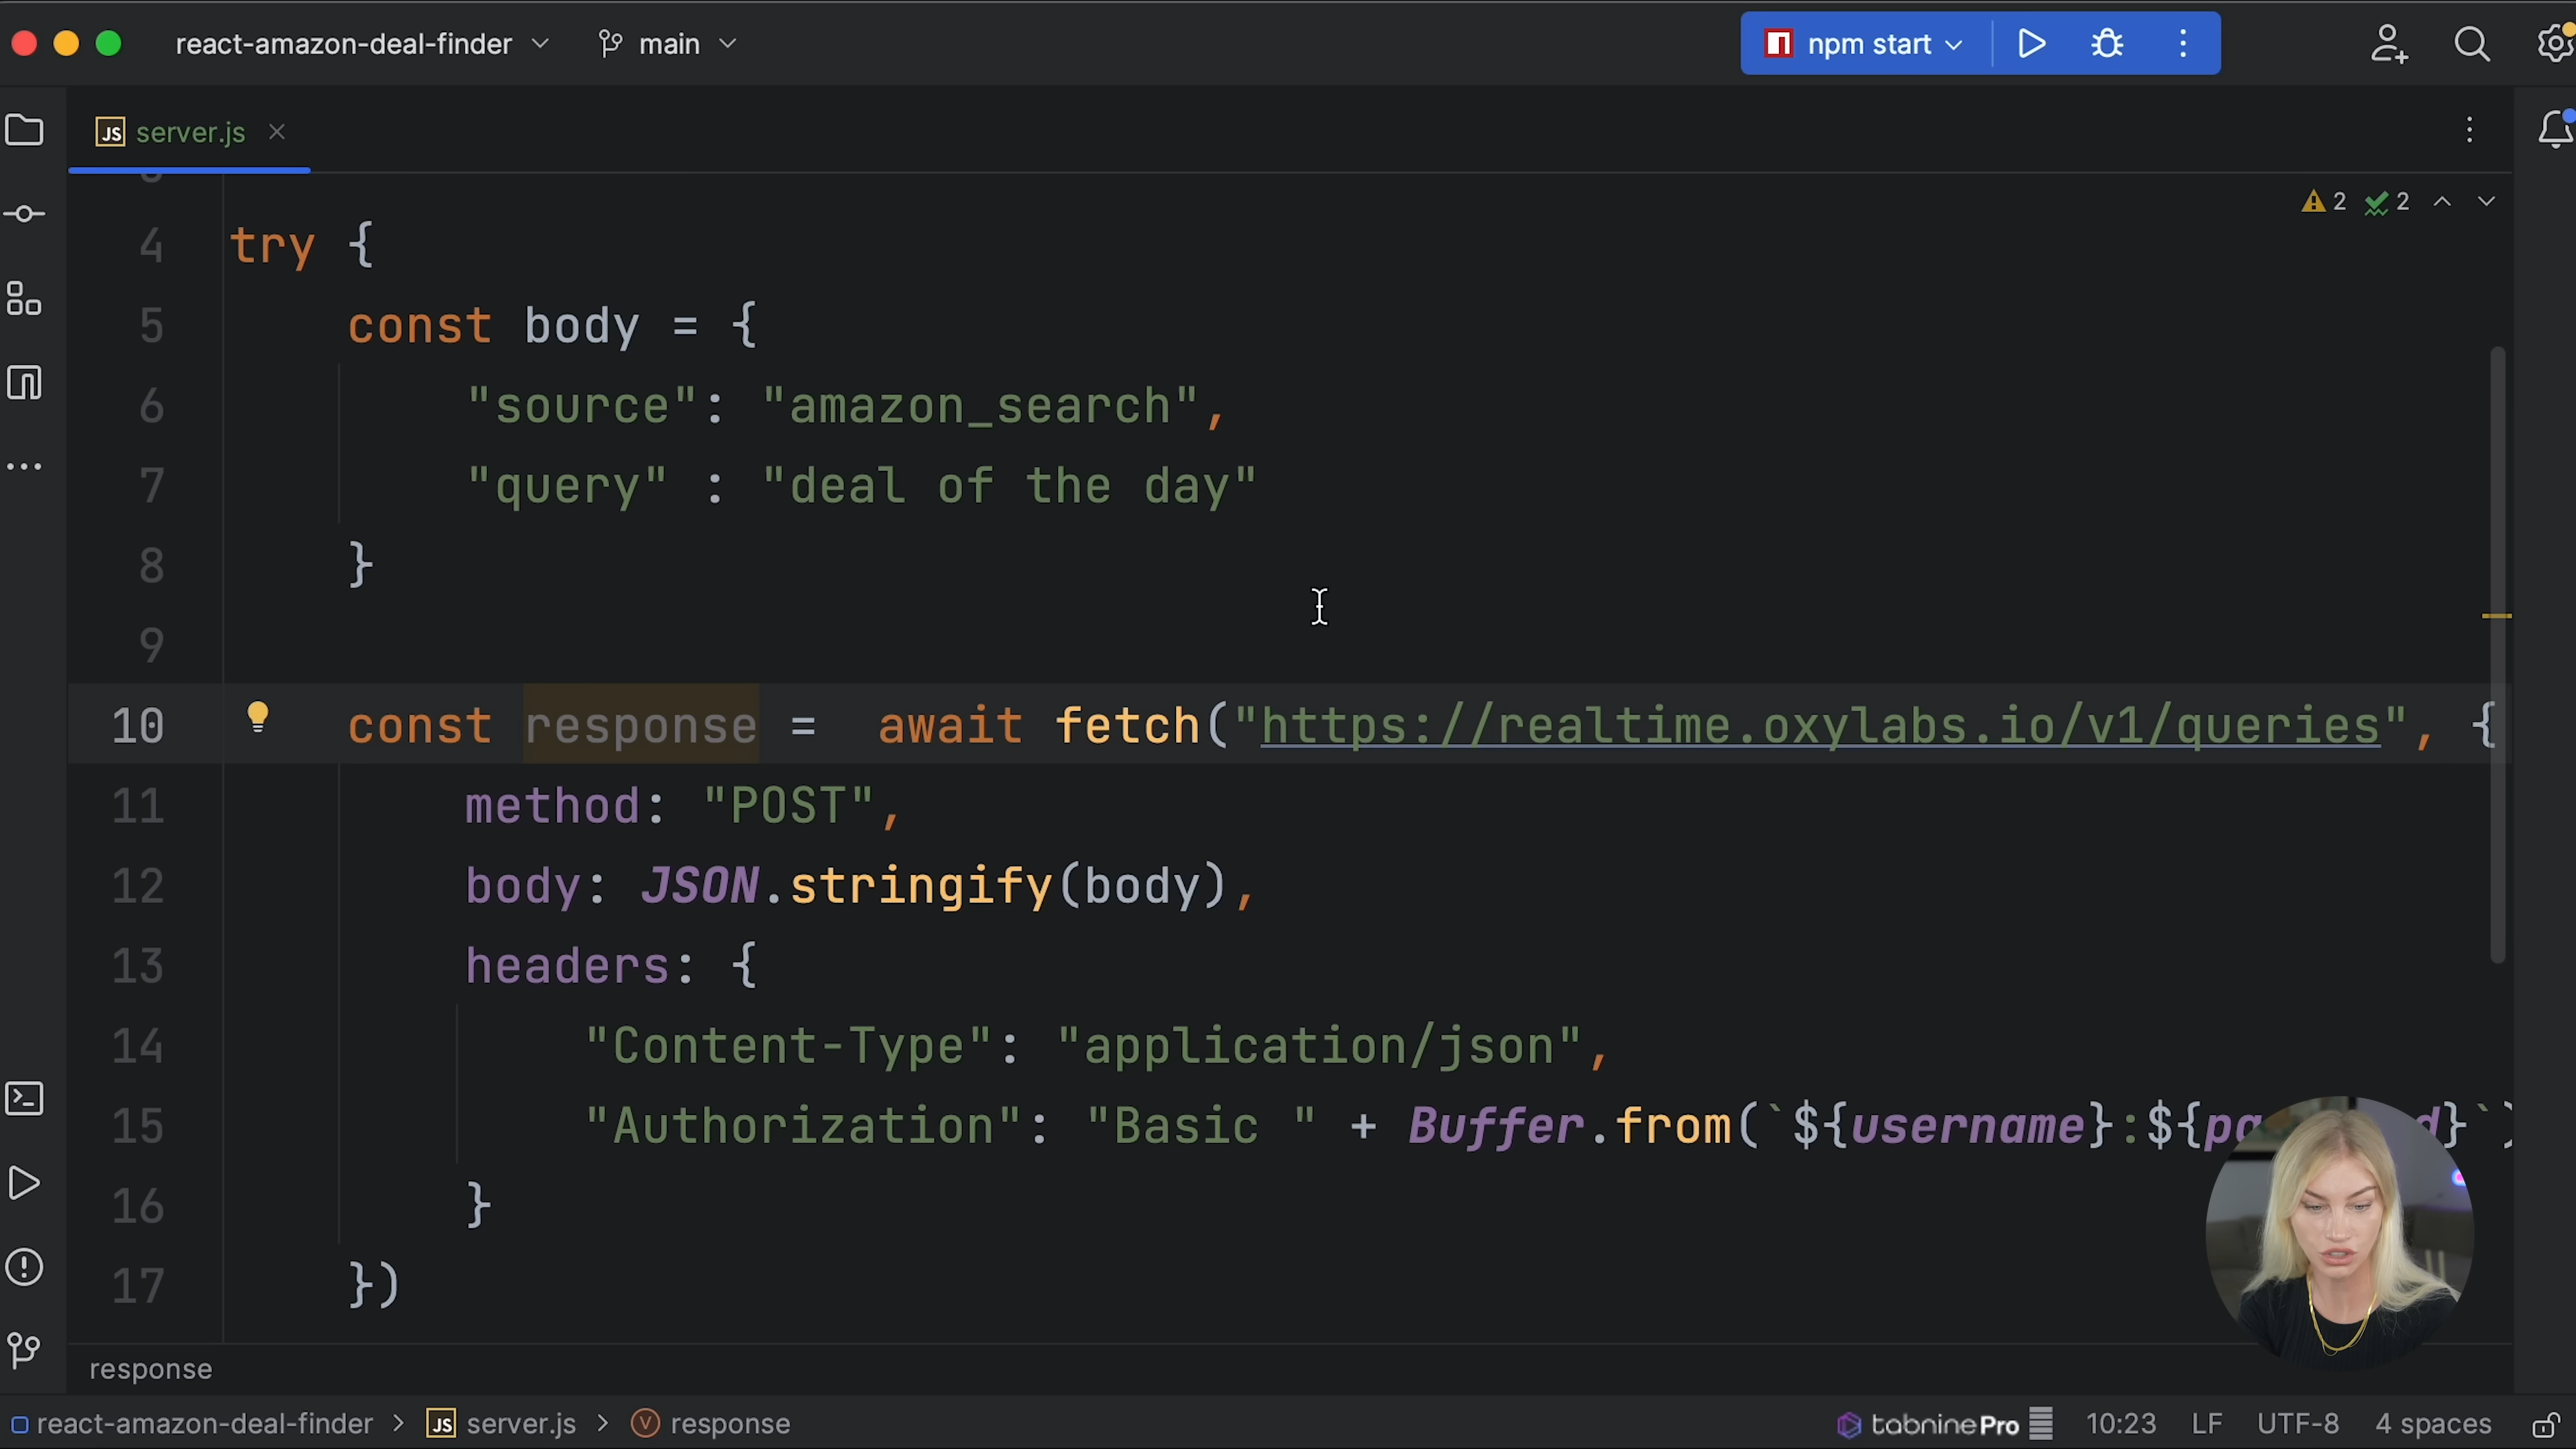 react-amazon-deal-finder main npm start
server.js
2 2
4 try {
5 const body = {
6 "source": "amazon_search",
7 "query" : "deal of the day"
8 }
9
10 const response = await fetch("https://realtime.oxylabs.io/v1/queries", {
11 method: "POST",
12 body: JSON.stringify(body),
13 headers: {
14 "Content-Type": "application/json",
15 "Authorization": "Basic " + Buffer.from(`${username}:${pa d}`)
16 }
17 })
response
react-amazon-deal-finder > JS server.js > V response tabnine Pro 10:23 LF UTF-8 4 spaces